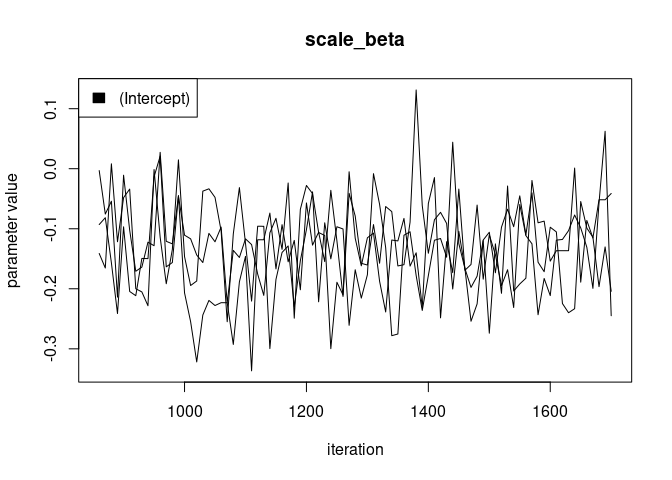 scale_beta
(Intercept)
parameter value
0.1
0.0
-0.1
-0.2
-0.3
1000 1200 1400 1600
iteration